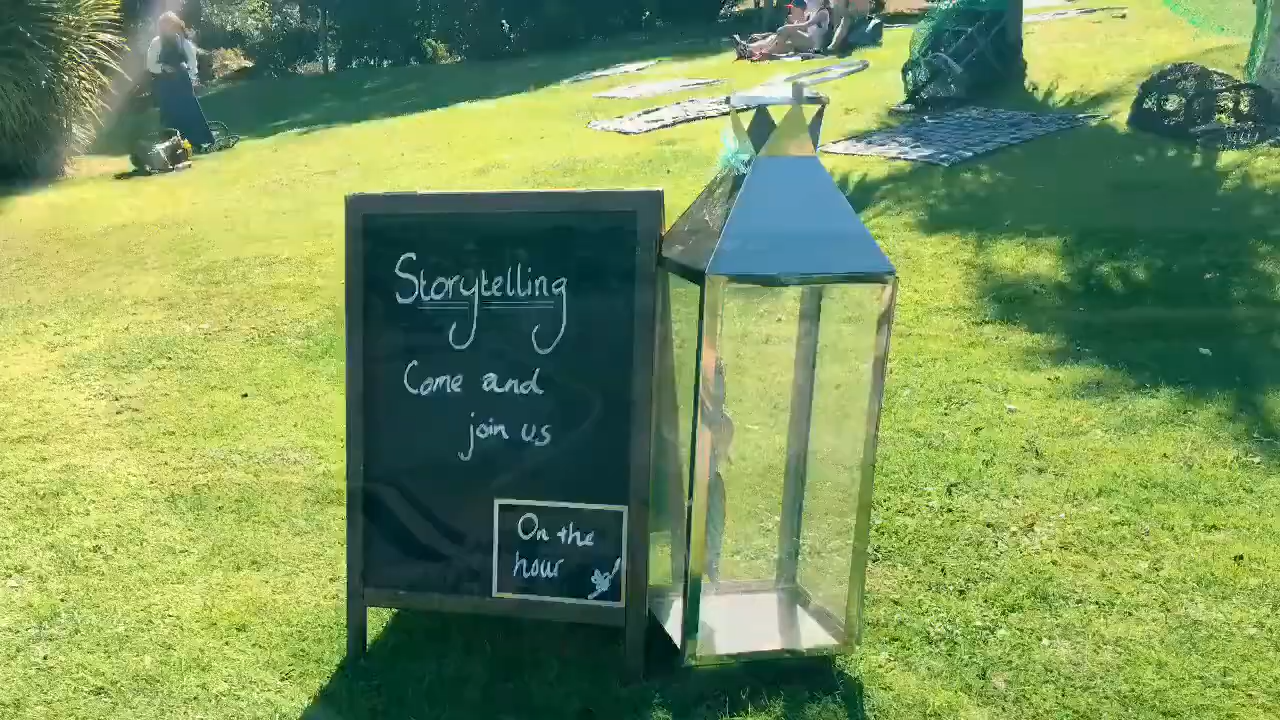 Storytelling
Come and
join us
On the
hour